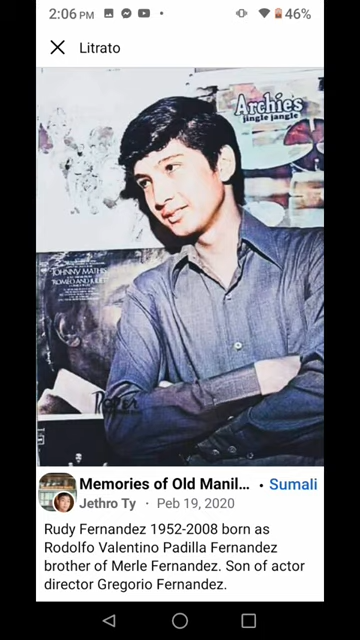 2:06 PM
46%
Litrato
Archie's
jingle jangle
JOHNNY MATHIS
ROMEO AND JULIET
Memories of Old Manil... • Sumali
Jethro Ty · Peb 19, 2020
Rudy Fernandez 1952-2008 born as
Rodolfo Valentino Padilla Fernandez
brother of Merle Fernandez. Son of actor
director Gregorio Fernandez.